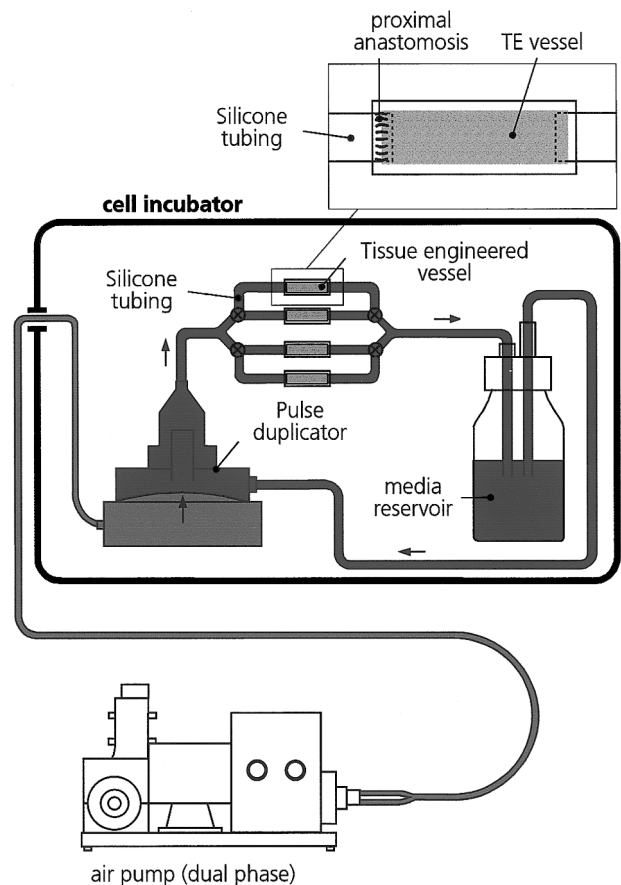 proximal
anastomosis
TE vessel
Silicone
tubing
cell incubator
Tissue engineered
vessel
Silicone
tubing
Pulse
duplicator
media
reservoir
air pump (dual phase)